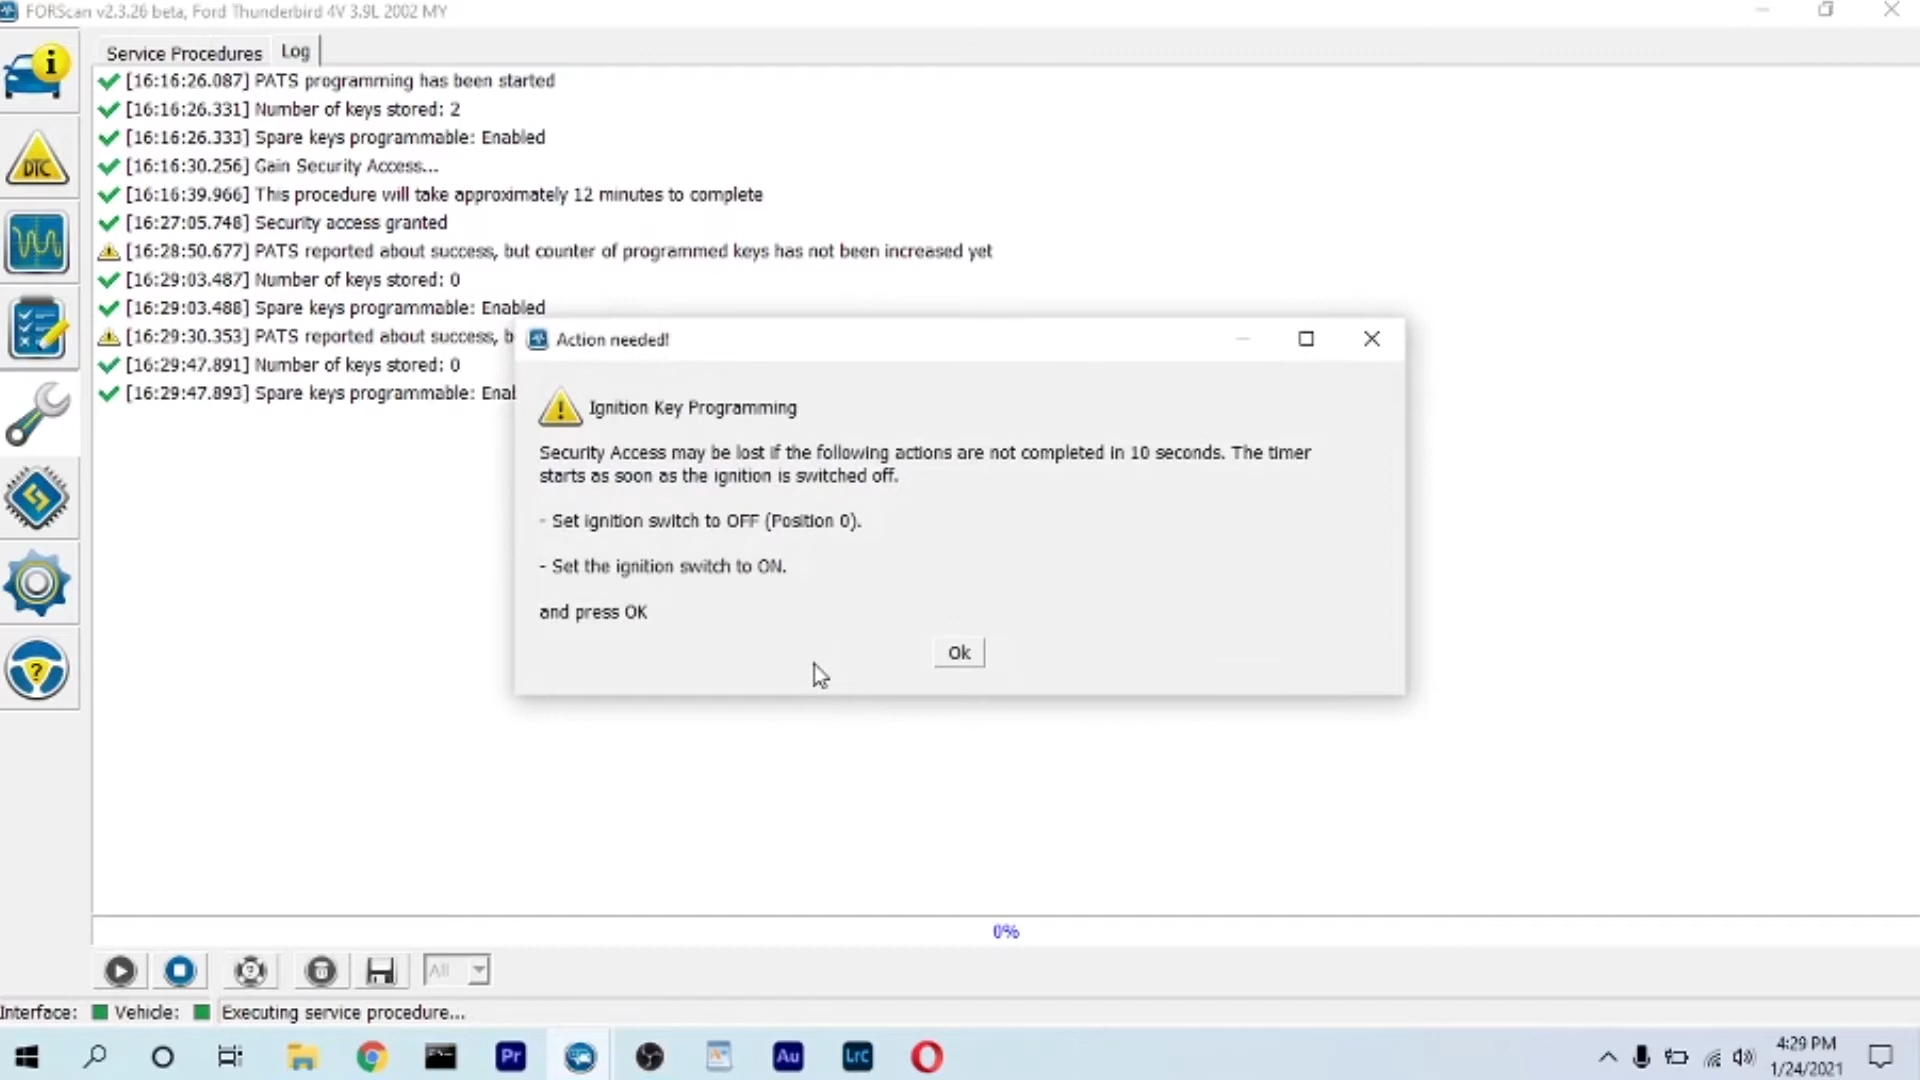 FORScan v2.3.26 beta, Ford Thunderbird 4V 3.9L 2002 MY
Service Procedures
Log
[16:16:26.087] PATS programming has been started
[16:16:26.331] Number of keys stored: 2
[16:16:26.333] Spare keys programmable: Enabled
[16:16:30.256] Gain Security Access...
[16:16:39.966] This procedure will take approximately 12 minutes to complete
[16:27:05.748] Security access granted
[16:28:50.677] PATS reported about success, but counter of programmed keys has not been increased yet
[16:29:03.487] Number of keys stored: 0
[16:29:03.488] Spare keys programmable: Enabled
[16:29:30.353] PATS reported about success, b
[16:29:47.891] Number of keys stored: 0
[16:29:47.893] Spare keys programmable: Enab
i
DTC
?
Action needed!
Ignition Key Programming
Security Access may be lost if the following actions are not completed in 10 seconds. The timer
starts as soon as the ignition is switched off.
- Set ignition switch to OFF (Position 0).
- Set the ignition switch to ON.
and press OK
Ok
0%
All
Interface: Vehicle: Executing service procedure...
Pr
Au
Lrc
4:29 PM
1/24/2021